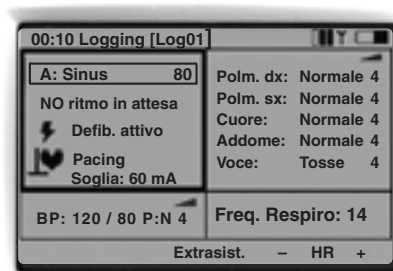 00:10 Logging [Log01]
A: Sinus 80
NO ritmo in attesa
Defib. attivo
Pacing
Soglia: 60 mA
Polm. dx: Normale 4
Polm. sx: Normale 4
Cuore: Normale 4
Addome: Normale 4
Voce: Tosse 4
BP: 120 / 80 P:N 4
Freq. Respiro: 14
Extrasist. – HR +